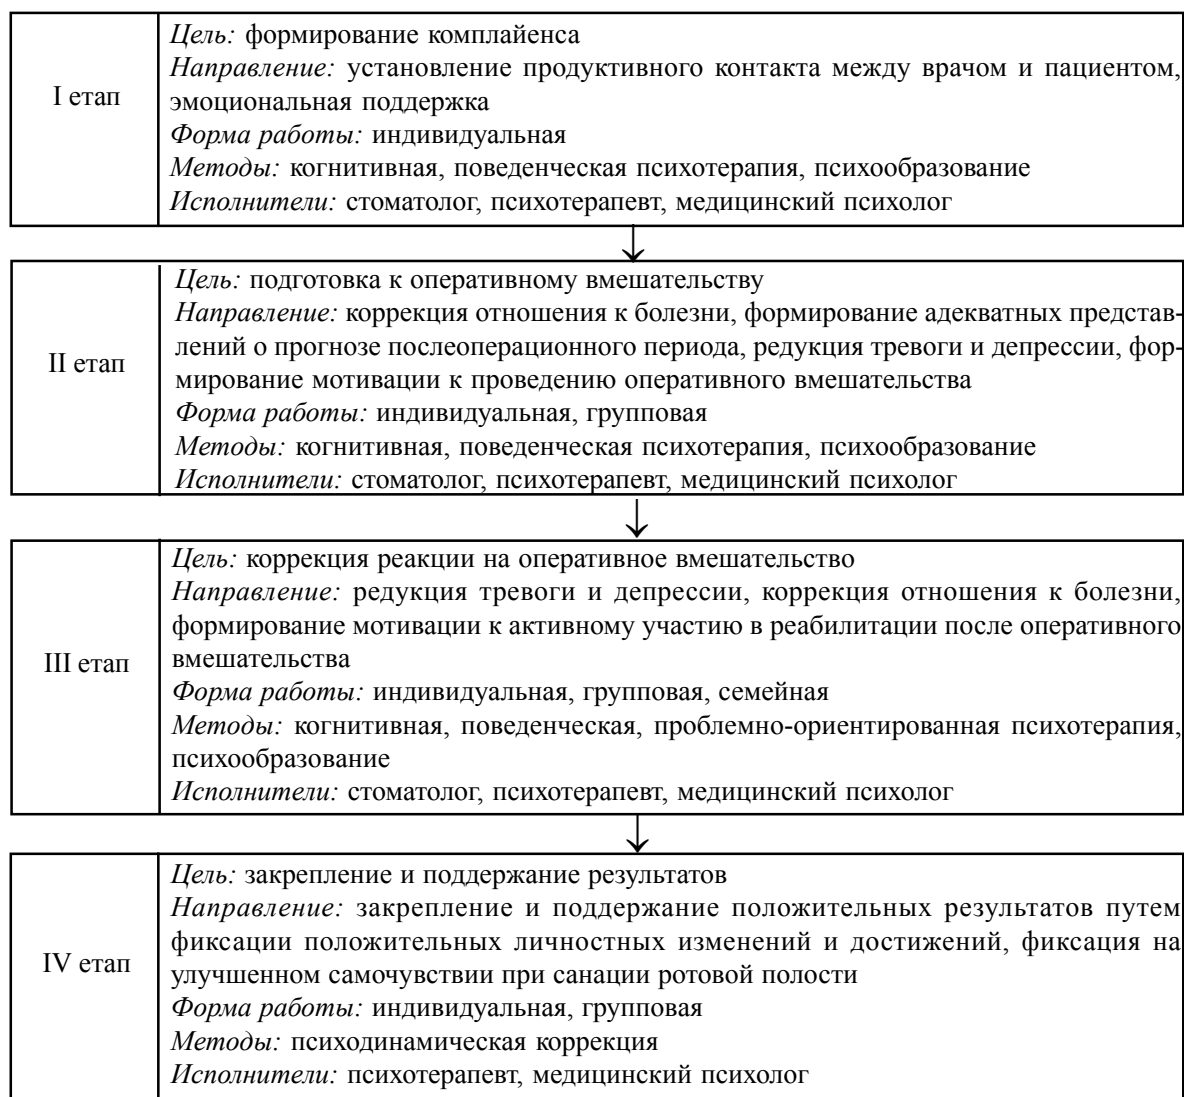 I етап
Цель: формирование комплайенса
Направление: установление продуктивного контакта между врачом и пациентом,
эмоциональная поддержка
Форма работы: индивидуальная
Методы: когнитивная, поведенческая психотерапия, психообразование
Исполнители: стоматолог, психотерапевт, медицинский психолог
II етап
Цель: подготовка к оперативному вмешательству
Направление: коррекция отношения к болезни, формирование адекватных представ-
лений о прогнозе послеоперационного периода, редукция тревоги и депрессии, фор-
мирование мотивации к проведению оперативного вмешательства
Форма работы: индивидуальная, групповая
Методы: когнитивная, поведенческая психотерапия, психообразование
Исполнители: стоматолог, психотерапевт, медицинский психолог
III етап
Цель: коррекция реакции на оперативное вмешательство
Направление: редукция тревоги и депрессии, коррекция отношения к болезни,
формирование мотивации к активному участию в реабилитации после оперативного
вмешательства
Форма работы: индивидуальная, групповая, семейная
Методы: когнитивная, поведенческая, проблемно-ориентированная психотерапия,
психообразование
Исполнители: стоматолог, психотерапевт, медицинский психолог
IV етап
Цель: закрепление и поддержание результатов
Направление: закрепление и поддержание положительных результатов путем
фиксации положительных личностных изменений и достижений, фиксация на
улучшенном самочувствии при санации ротовой полости
Форма работы: индивидуальная, групповая
Методы: психодинамическая коррекция
Исполнители: психотерапевт, медицинский психолог